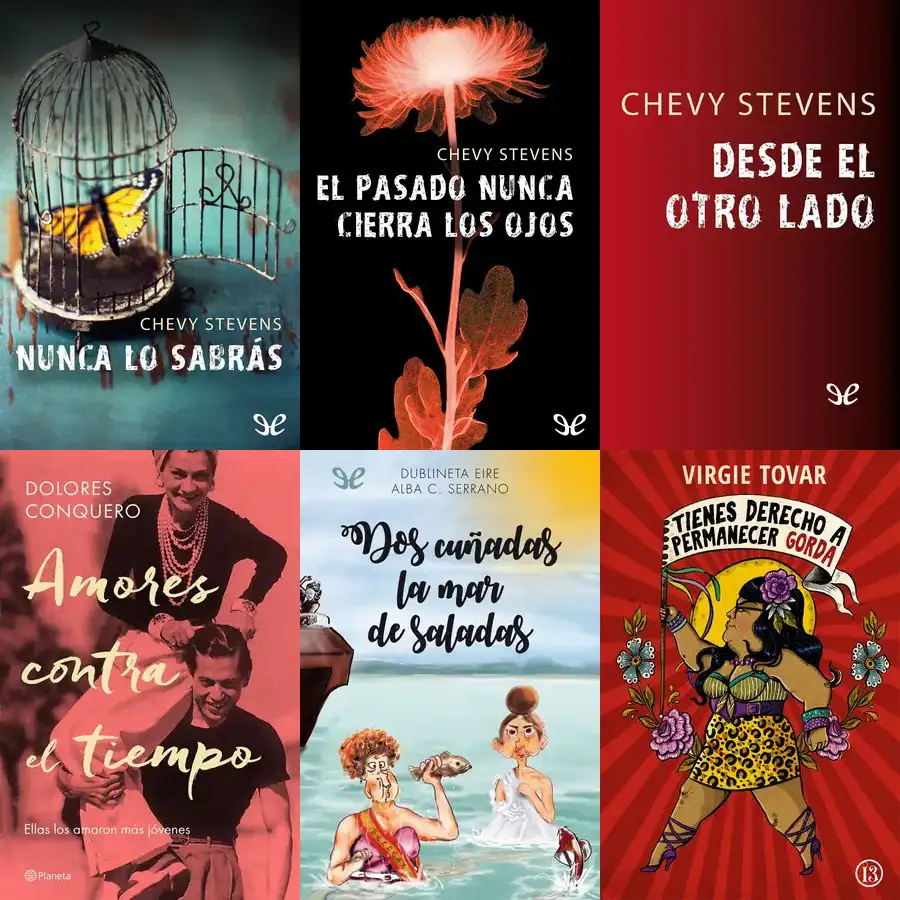 CHEVY STEVENS
NUNCA LO SABRÁS
CHEVY STEVENS
EL PASADO NUNCA
CIERRA LOS OJOS
CHEVY STEVENS
DESDE EL
OTRO LADO
DOLORES
CONQUERO
Amores
contra
el tiempo
Ellas los amaron más jóvenes
Planeta
DUBLINETA EIRE
ALBA C. SERRANO
Dos cuñadas
la mar
de saladas
VIRGIE TOVAR
TIENES DERECHO A
PERMANECER GORDA
13